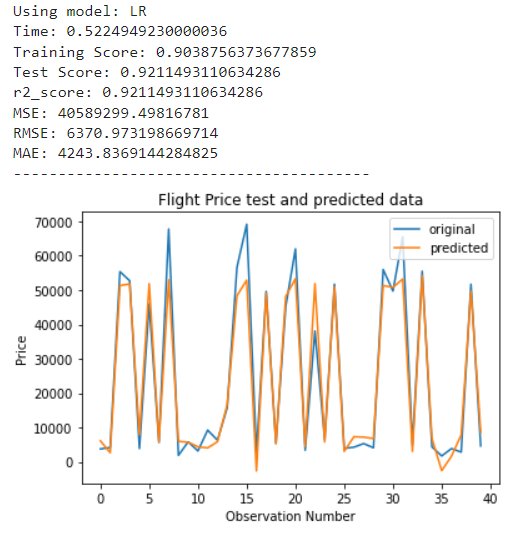 Using model: LR
Time: 0.5224949230000036
Training Score: 0.9038756373677859
Test Score: 0.9211493110634286
r2_score: 0.9211493110634286
MSE: 40589299.49816781
RMSE: 6370.973198669714
MAE: 4243.8369144284825
----------------------------------------
Flight Price test and predicted data
original
predicted
Price
70000
60000
50000
40000
30000
20000
10000
0
0 5 10 15 20 25 30 35 40
Observation Number